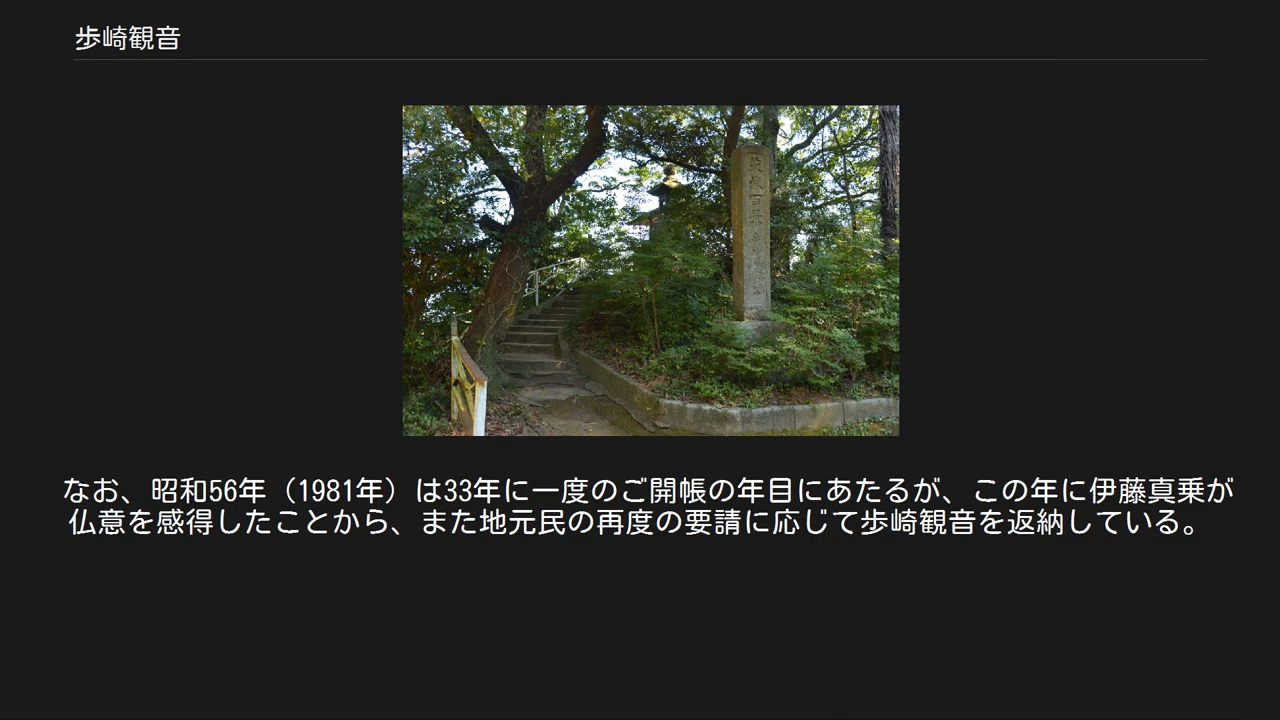 歩崎観音
なお、昭和56年（1981年）は33年に一度のご開帳の年目にあたるが、この年に伊藤真乗が
仏意を感得したことから、また地元民の再度の要請に応じて歩崎観音を返納している。